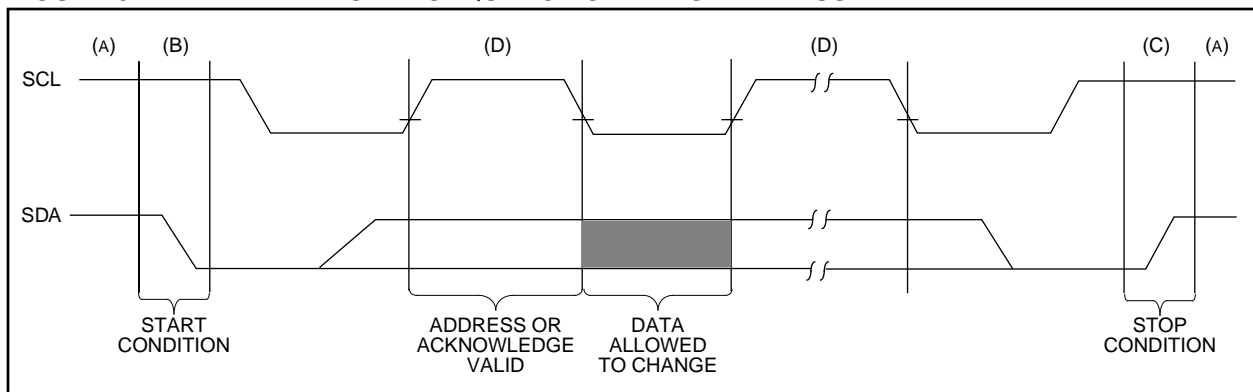 (A) (B) (D) (D) (C) (A)
SCL
SDA
START
CONDITION
ADDRESS OR
ACKNOWLEDGE
VALID
DATA
ALLOWED
TO CHANGE
STOP
CONDITION